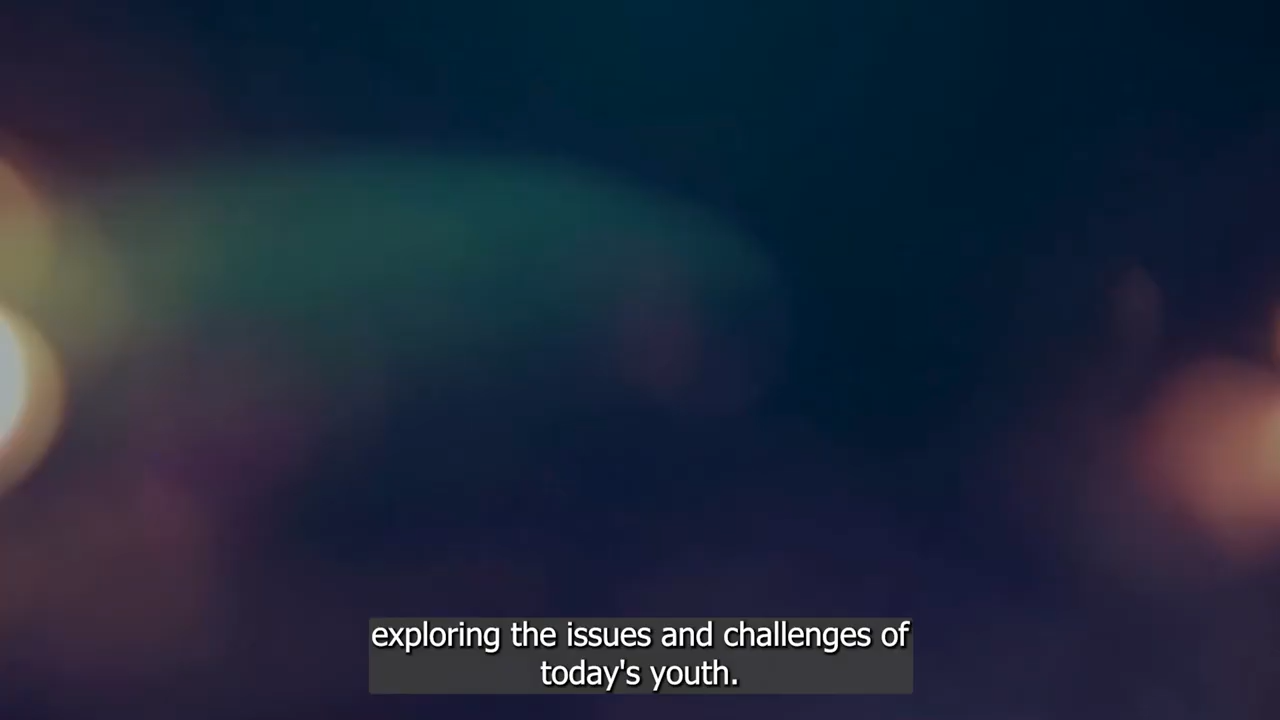 exploring the issues and challenges of
today's youth.